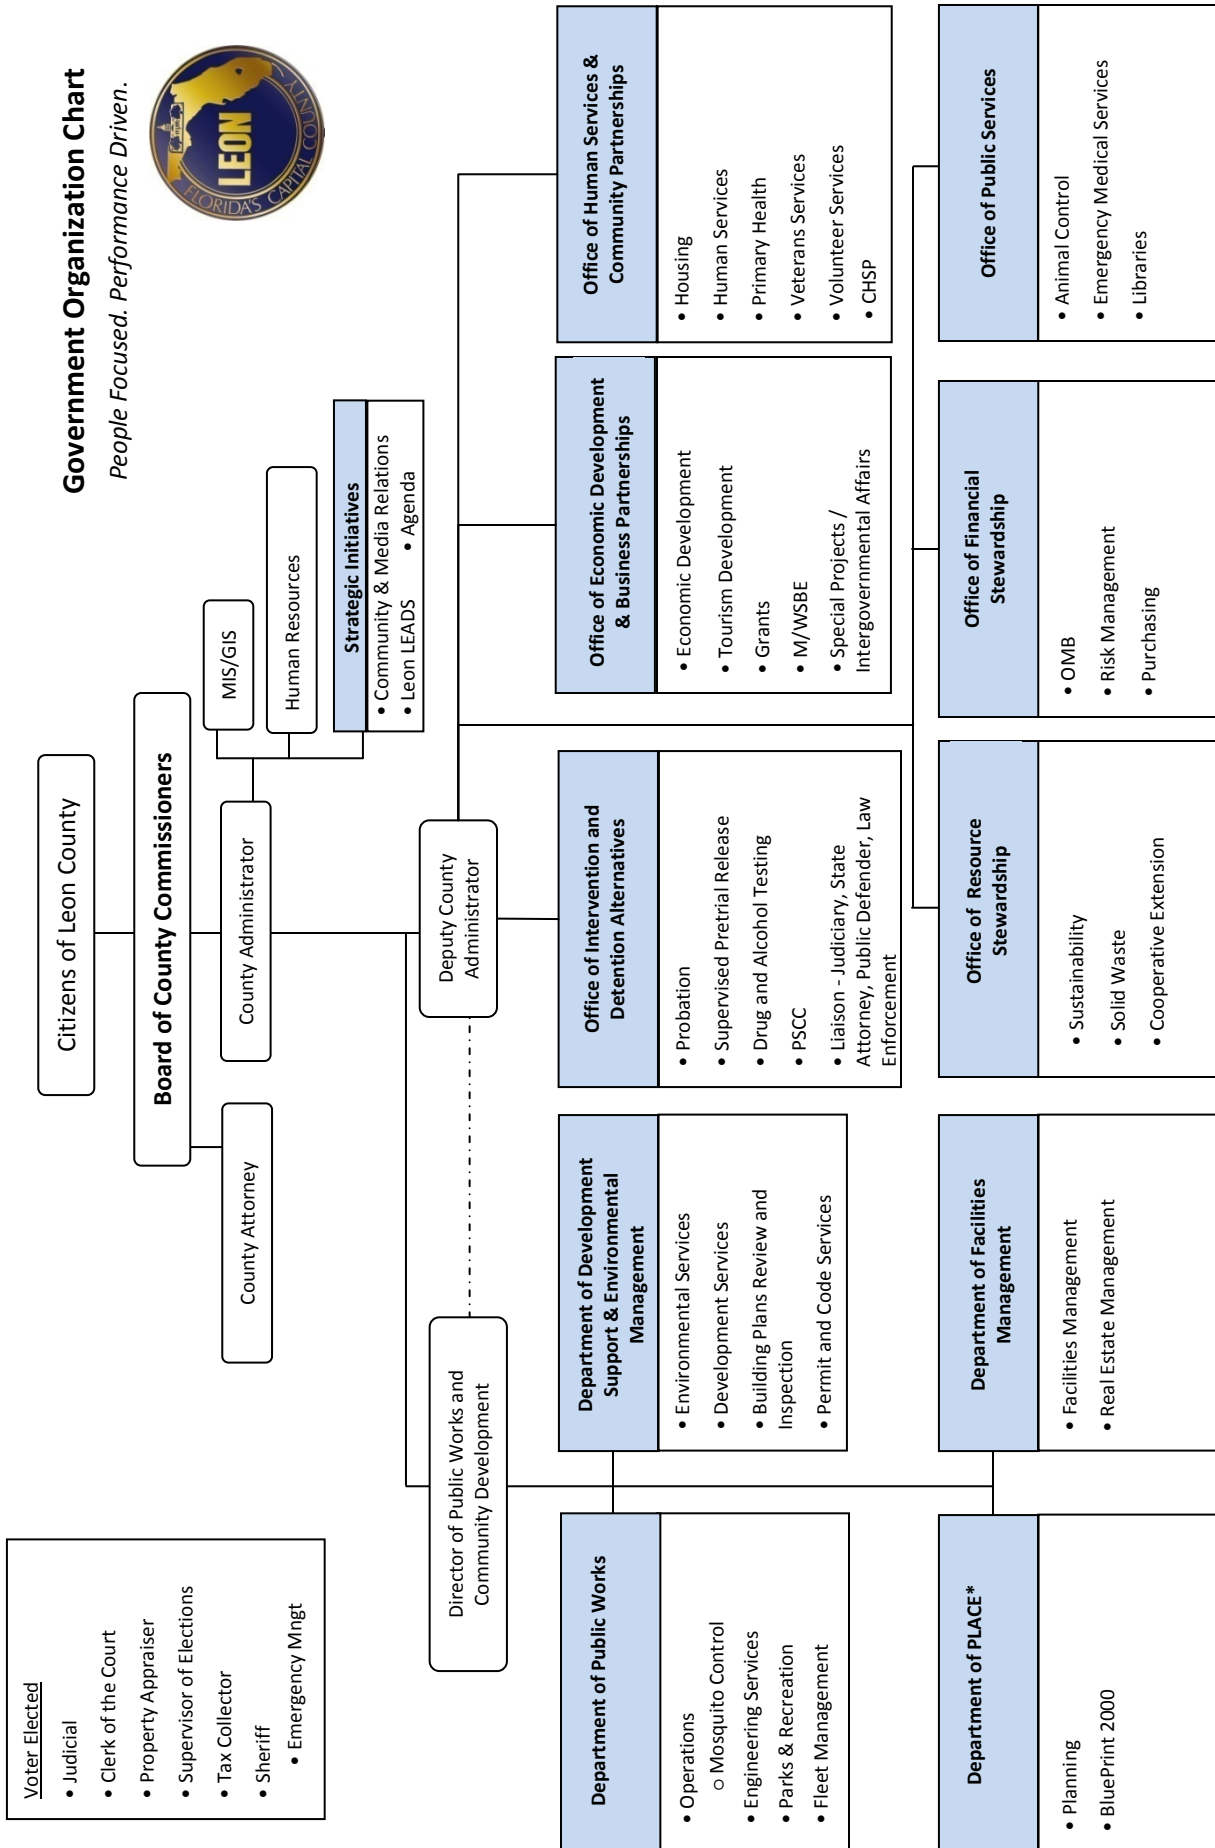 Government Organization Chart
People Focused. Performance Driven.
LEON
FLORIDA'S CAPITAL COUNTY
Voter Elected
• Judicial
• Clerk of the Court
• Property Appraiser
• Supervisor of Elections
• Tax Collector
• Sheriff
• Emergency Mngt
Citizens of Leon County
Board of County Commissioners
County Attorney
County Administrator
MIS/GIS
Human Resources
Strategic Initiatives
• Community & Media Relations
• Leon LEADS • Agenda
Director of Public Works and
Community Development
Deputy County
Administrator
Department of Public Works
• Operations
o Mosquito Control
• Engineering Services
• Parks & Recreation
• Fleet Management
Department of Development
Support & Environmental
Management
• Environmental Services
• Development Services
• Building Plans Review and
Inspection
• Permit and Code Services
Office of Intervention and
Detention Alternatives
• Probation
• Supervised Pretrial Release
• Drug and Alcohol Testing
• PSCC
• Liaison - Judiciary, State
Attorney, Public Defender, Law
Enforcement
Office of Economic Development
& Business Partnerships
• Economic Development
• Tourism Development
• Grants
• M/WSBE
• Special Projects /
Intergovernmental Affairs
Office of Human Services &
Community Partnerships
• Housing
• Human Services
• Primary Health
• Veterans Services
• Volunteer Services
• CHSP
Department of PLACE*
• Planning
• BluePrint 2000
Department of Facilities
Management
• Facilities Management
• Real Estate Management
Office of Resource
Stewardship
• Sustainability
• Solid Waste
• Cooperative Extension
Office of Financial
Stewardship
• OMB
• Risk Management
• Purchasing
Office of Public Services
• Animal Control
• Emergency Medical Services
• Libraries